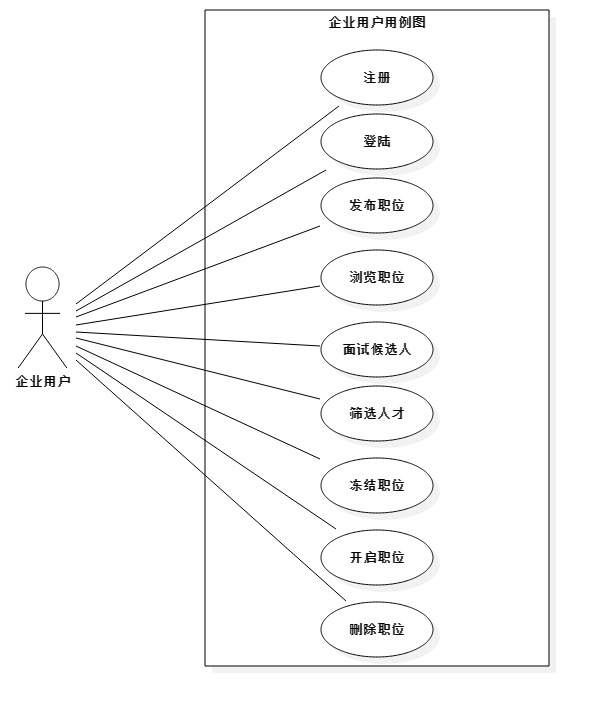 企业用户用例图
注册
登陆
发布职位
浏览职位
面试候选人
企业用户
筛选人才
冻结职位
开启职位
删除职位